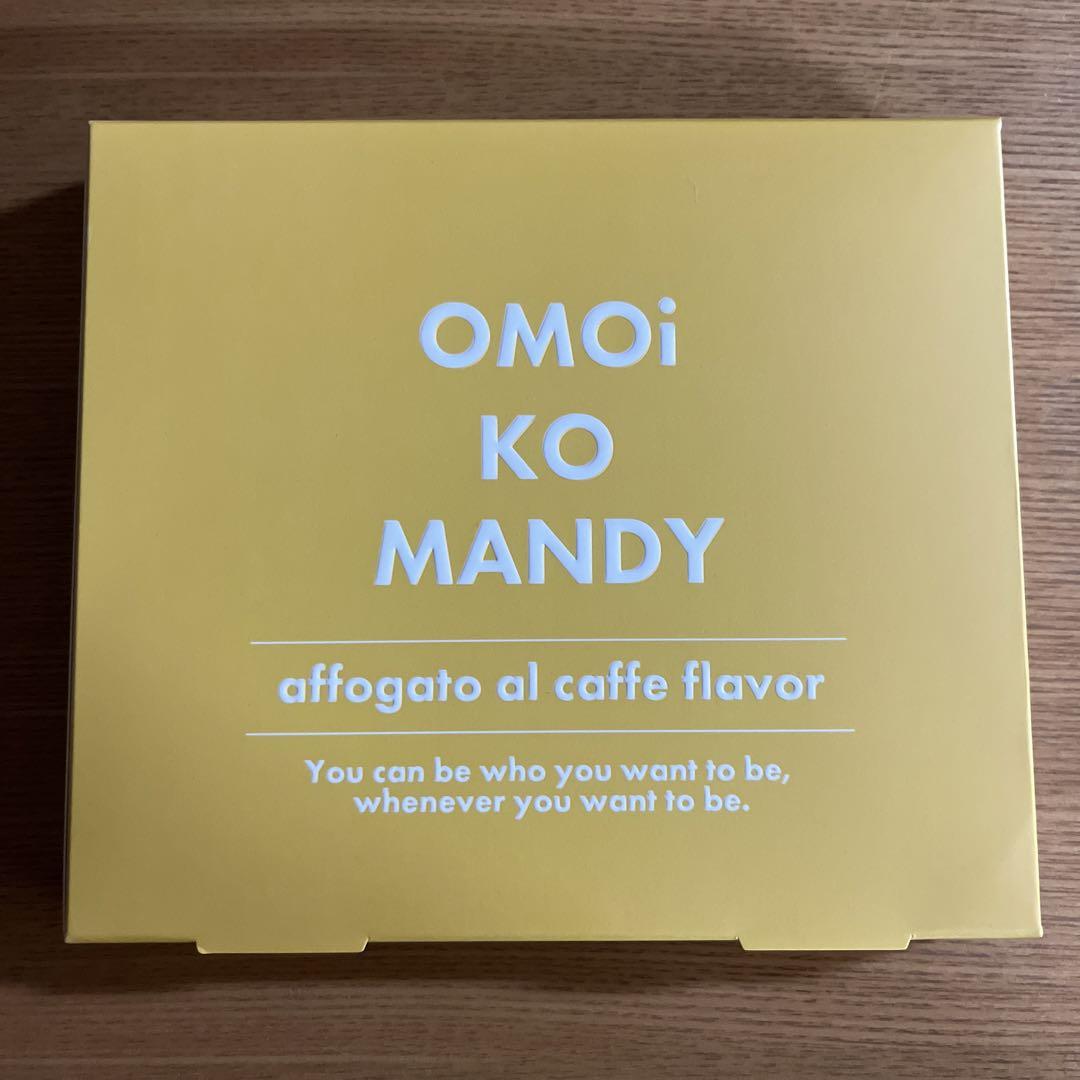 OMOi
KO
MANDY
affogato al caffe flavor
You can be who you want to be,
whenever you want to be.